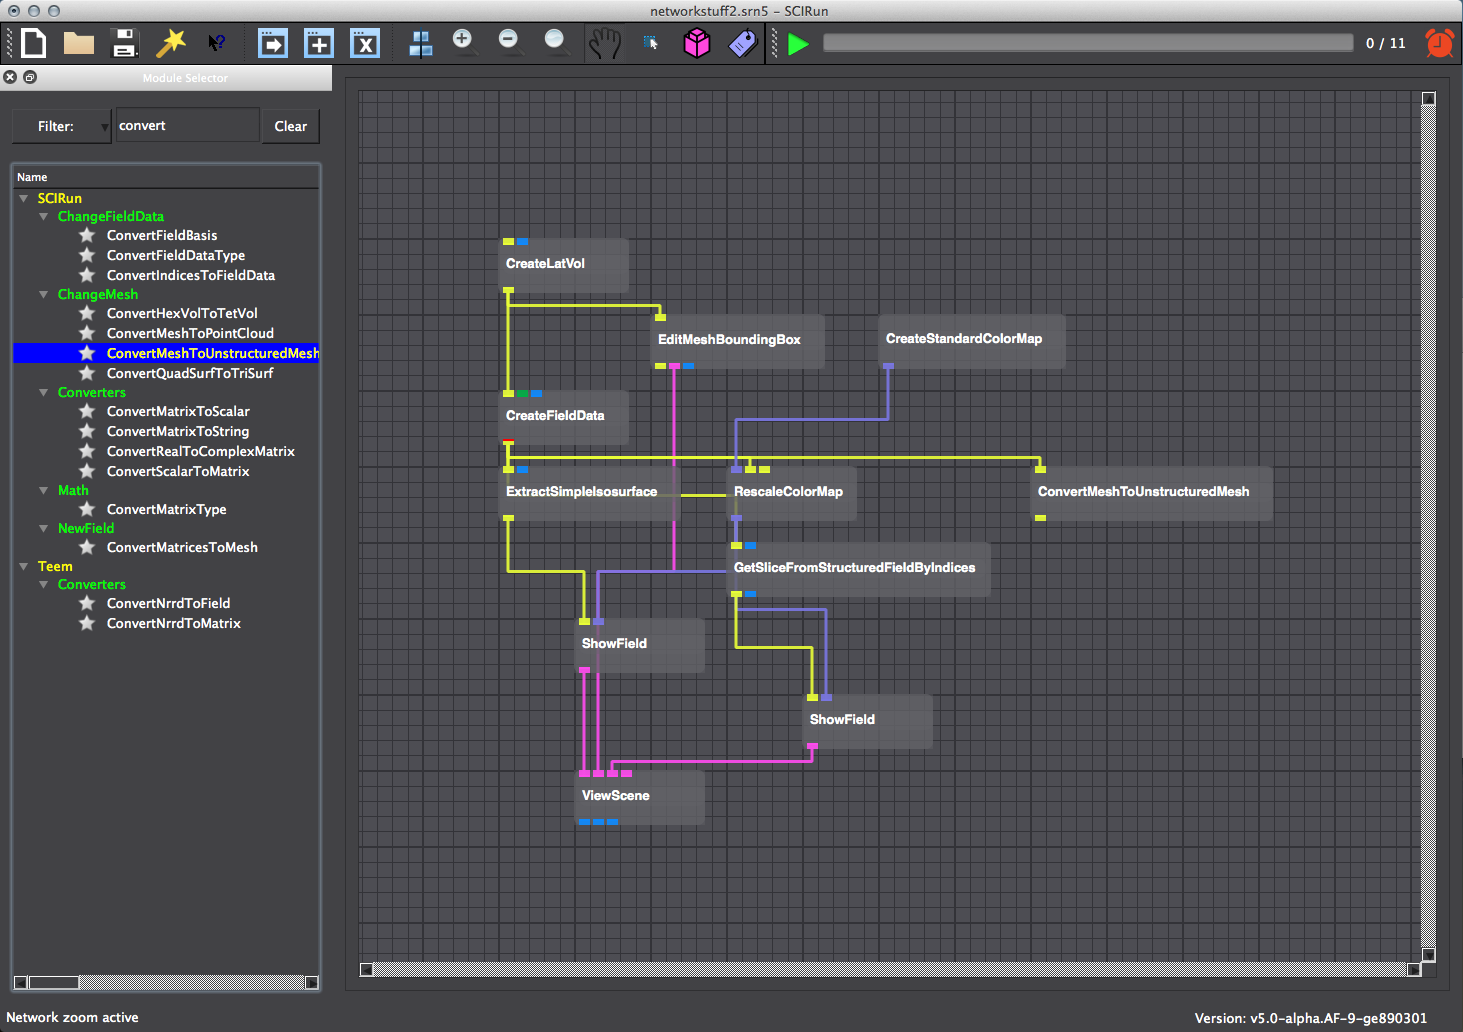 networkstuff2.srn5 – SCIRun
0 / 11
Module Selector
Filter:
convert
Clear
Name
SCIRun
ChangeFieldData
ConvertFieldBasis
ConvertFieldDataType
ConvertIndicesToFieldData
ChangeMesh
ConvertHexVolToTetVol
ConvertMeshToPointCloud
ConvertMeshToUnstructuredMesh
ConvertQuadSurfToTriSurf
Converters
ConvertMatrixToScalar
ConvertMatrixToString
ConvertRealToComplexMatrix
ConvertScalarToMatrix
Math
ConvertMatrixType
NewField
ConvertMatricesToMesh
Teem
Converters
ConvertNrrdToField
ConvertNrrdToMatrix
CreateLatVol
EditMeshBoundingBox
CreateStandardColorMap
CreateFieldData
ExtractSimpleIsosurface
RescaleColorMap
ConvertMeshToUnstructuredMesh
GetSliceFromStructuredFieldByIndices
ShowField
ShowField
ViewScene
Network zoom active
Version: v5.0-alpha.AF-9-ge890301